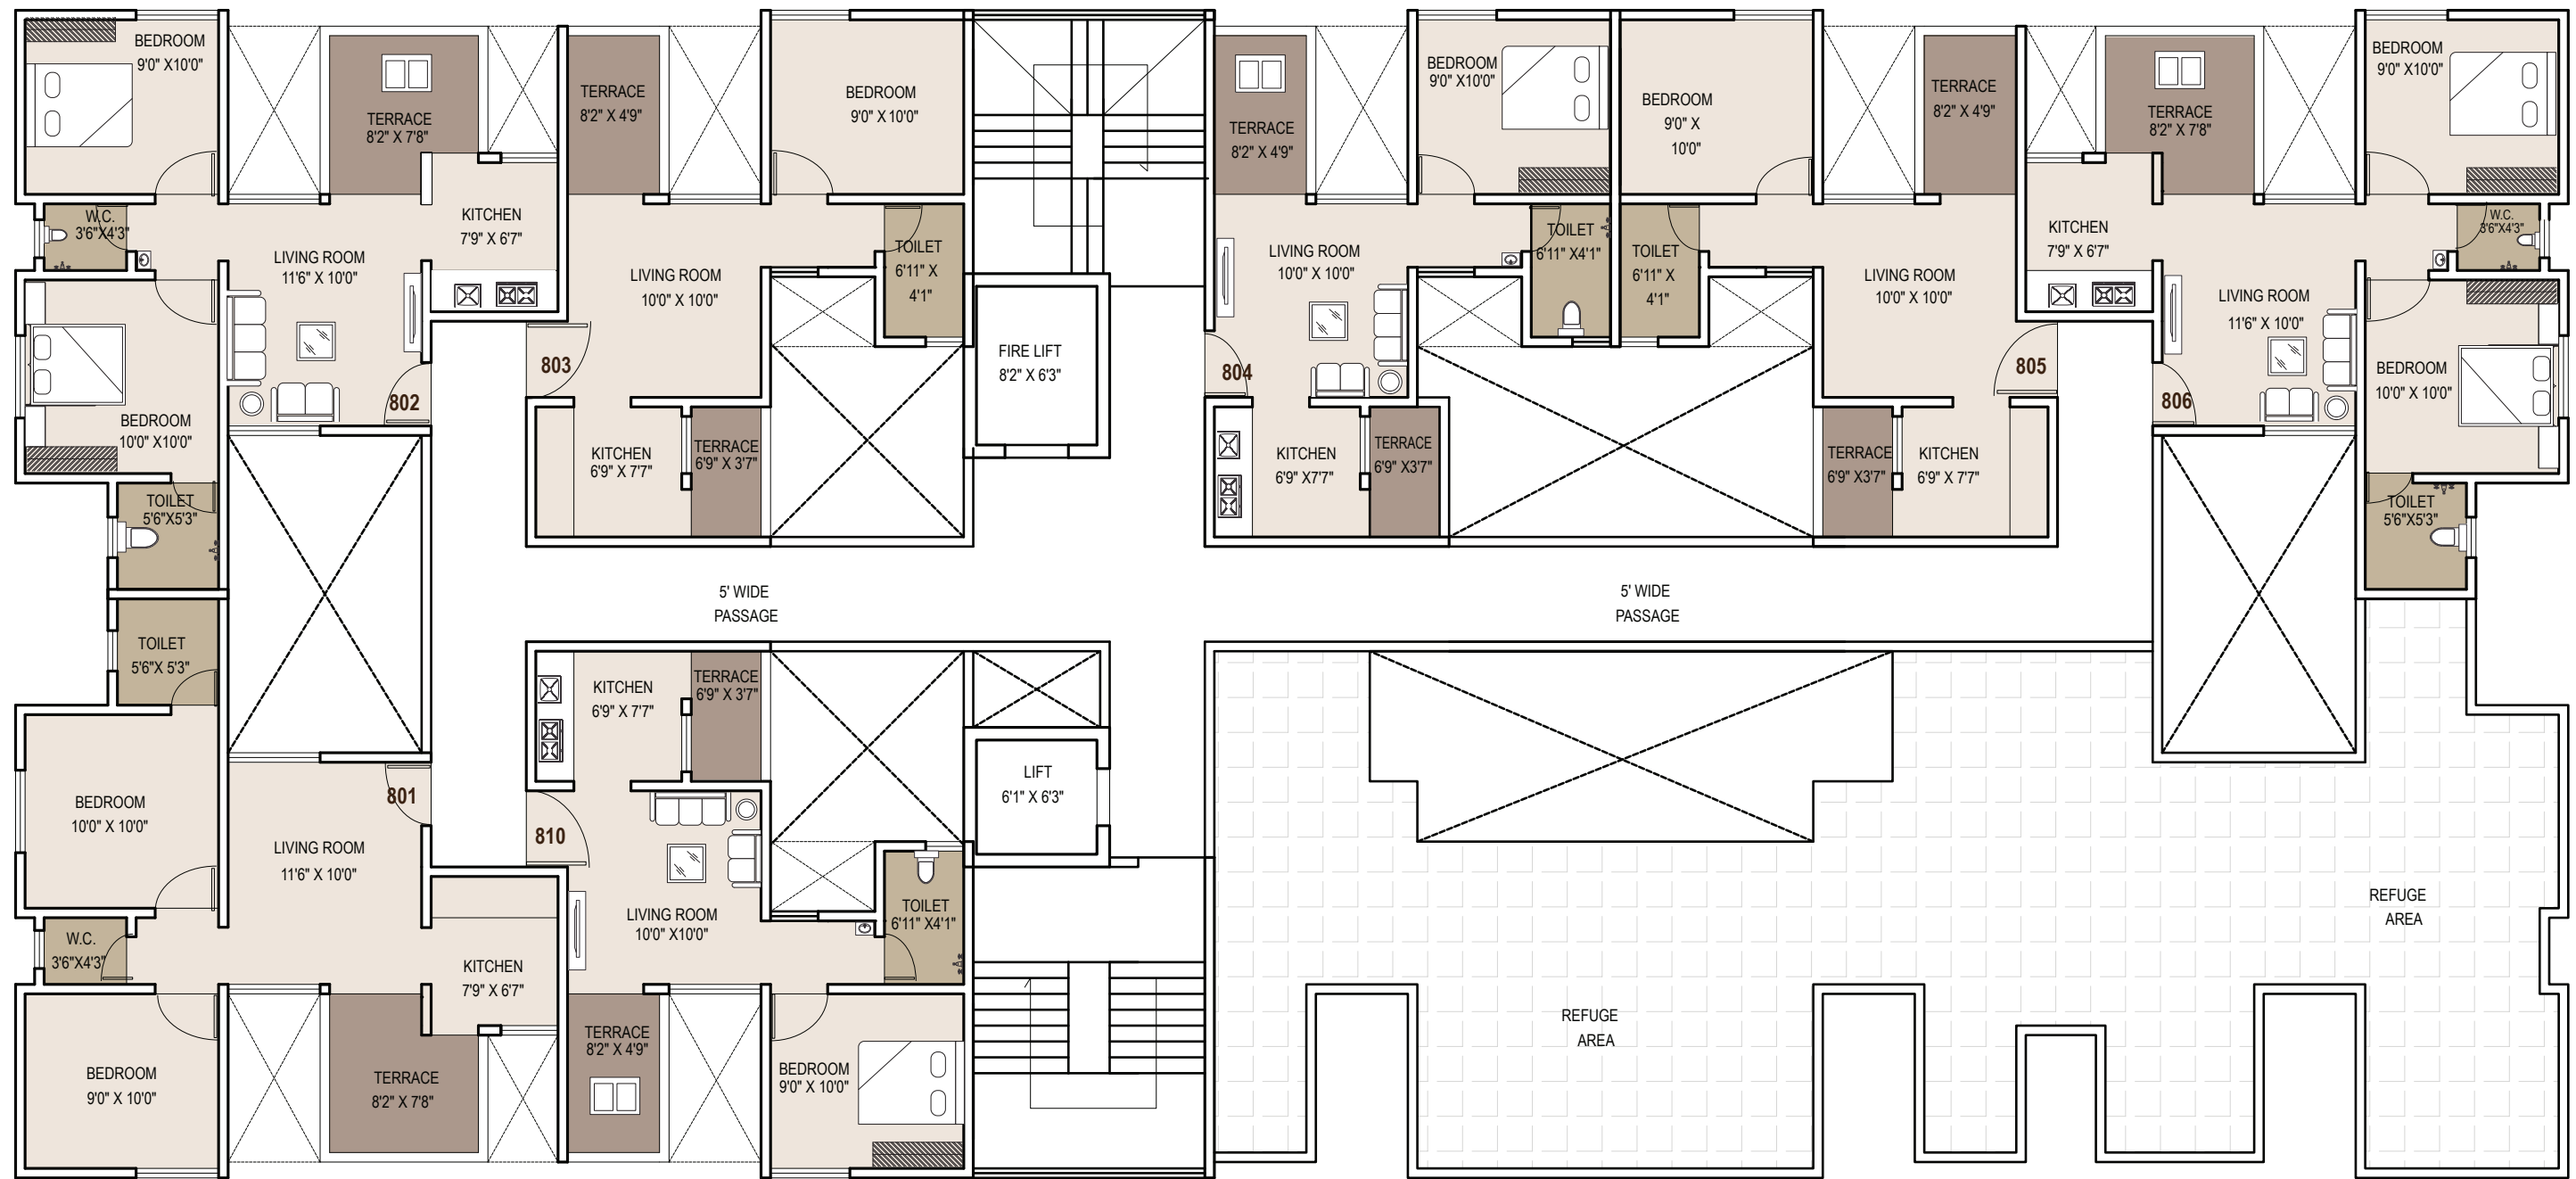 BEDROOM
9'0" X10'0"
TERRACE
8'2" X 7'8"
W.C.
3'6"X4'3"
LIVING ROOM
11'6" X 10'0"
KITCHEN
7'9" X 6'7"
802
BEDROOM
10'0" X10'0"
TOILET
5'6"X5'3"
TERRACE
8'2" X 4'9"
BEDROOM
9'0" X 10'0"
LIVING ROOM
10'0" X 10'0"
TOILET
6'11" X
4'1"
803
KITCHEN
6'9" X 7'7"
TERRACE
6'9" X 3'7"
FIRE LIFT
8'2" X 6'3"
TERRACE
8'2" X 4'9"
BEDROOM
9'0" X10'0"
LIVING ROOM
10'0" X 10'0"
TOILET
6'11" X4'1"
804
KITCHEN
6'9" X7'7"
TERRACE
6'9" X3'7"
BEDROOM
9'0" X
10'0"
TERRACE
8'2" X 4'9"
TOILET
6'11" X
4'1"
LIVING ROOM
10'0" X 10'0"
805
TERRACE
6'9" X3'7"
KITCHEN
6'9" X 7'7"
TERRACE
8'2" X 7'8"
BEDROOM
9'0" X10'0"
KITCHEN
7'9" X 6'7"
W.C.
3'6"X4'3"
LIVING ROOM
11'6" X 10'0"
806
BEDROOM
10'0" X 10'0"
TOILET
5'6"X5'3"
5' WIDE
PASSAGE
5' WIDE
PASSAGE
TOILET
5'6"X 5'3"
BEDROOM
10'0" X 10'0"
801
LIVING ROOM
11'6" X 10'0"
W.C.
3'6"X4'3"
KITCHEN
7'9" X 6'7"
BEDROOM
9'0" X 10'0"
TERRACE
8'2" X 7'8"
KITCHEN
6'9" X 7'7"
TERRACE
6'9" X 3'7"
810
LIVING ROOM
10'0" X10'0"
TOILET
6'11" X4'1"
TERRACE
8'2" X 4'9"
BEDROOM
9'0" X 10'0"
LIFT
6'1" X 6'3"
REFUGE
AREA
REFUGE
AREA